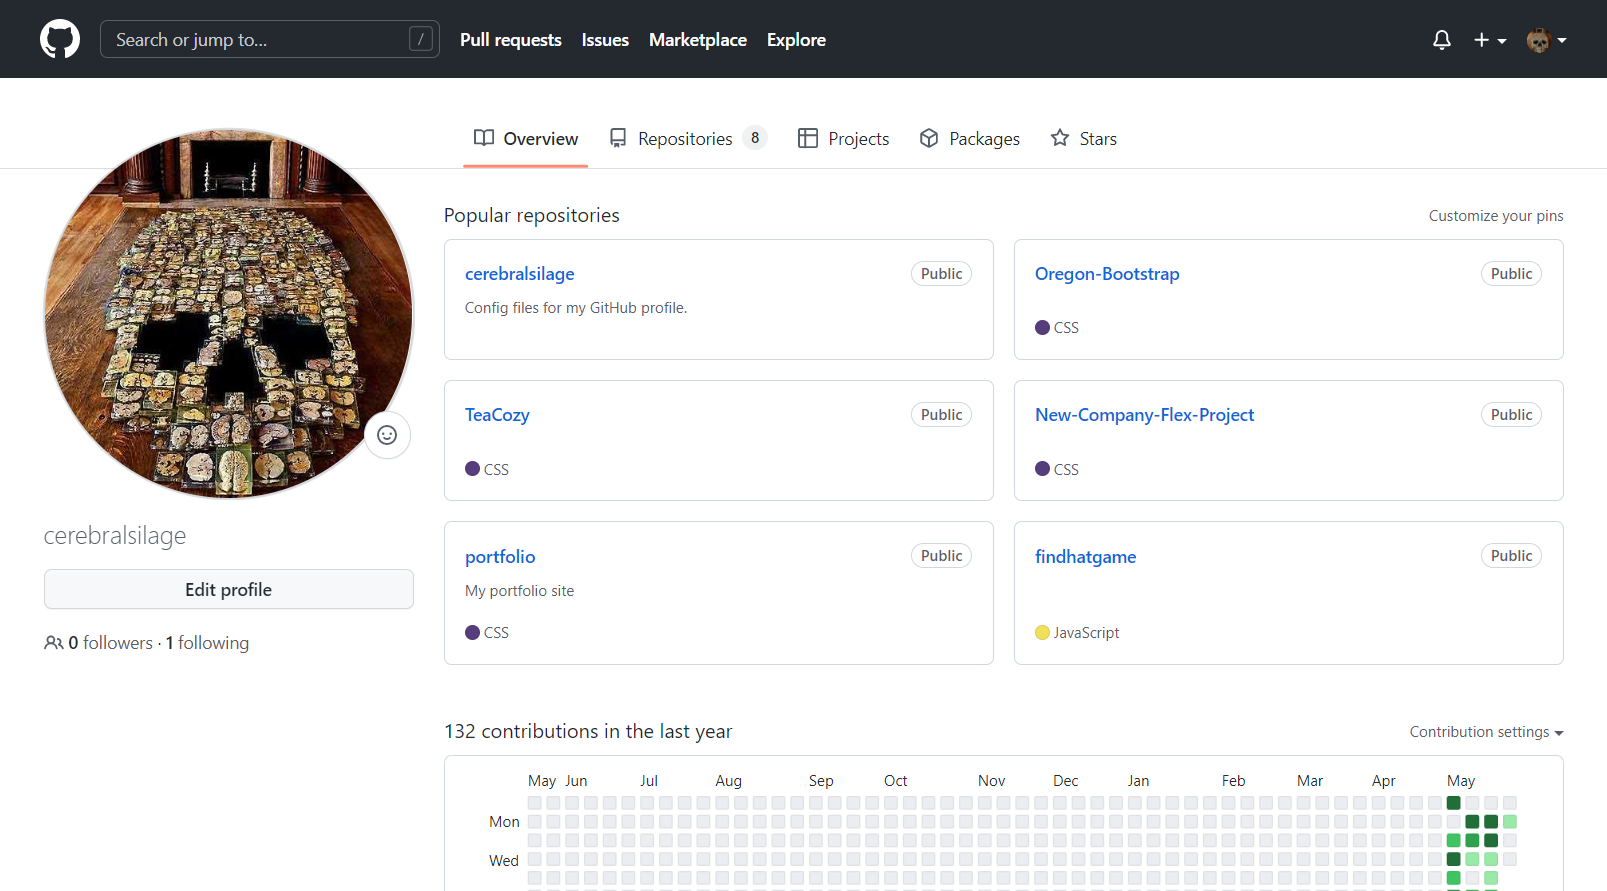 Search or jump to...
/
Pull requests
Issues
Marketplace
Explore
Overview
Repositories 8
Projects
Packages
Stars
Popular repositories
Customize your pins
cerebralsilage
Public
Config files for my GitHub profile.
Oregon-Bootstrap
Public
CSS
TeaCozy
Public
CSS
New-Company-Flex-Project
Public
CSS
portfolio
Public
My portfolio site
CSS
findhatgame
Public
JavaScript
cerebralsilage
Edit profile
0 followers · 1 following
132 contributions in the last year
Contribution settings
May Jun Jul Aug Sep Oct Nov Dec Jan Feb Mar Apr May
Mon
Wed